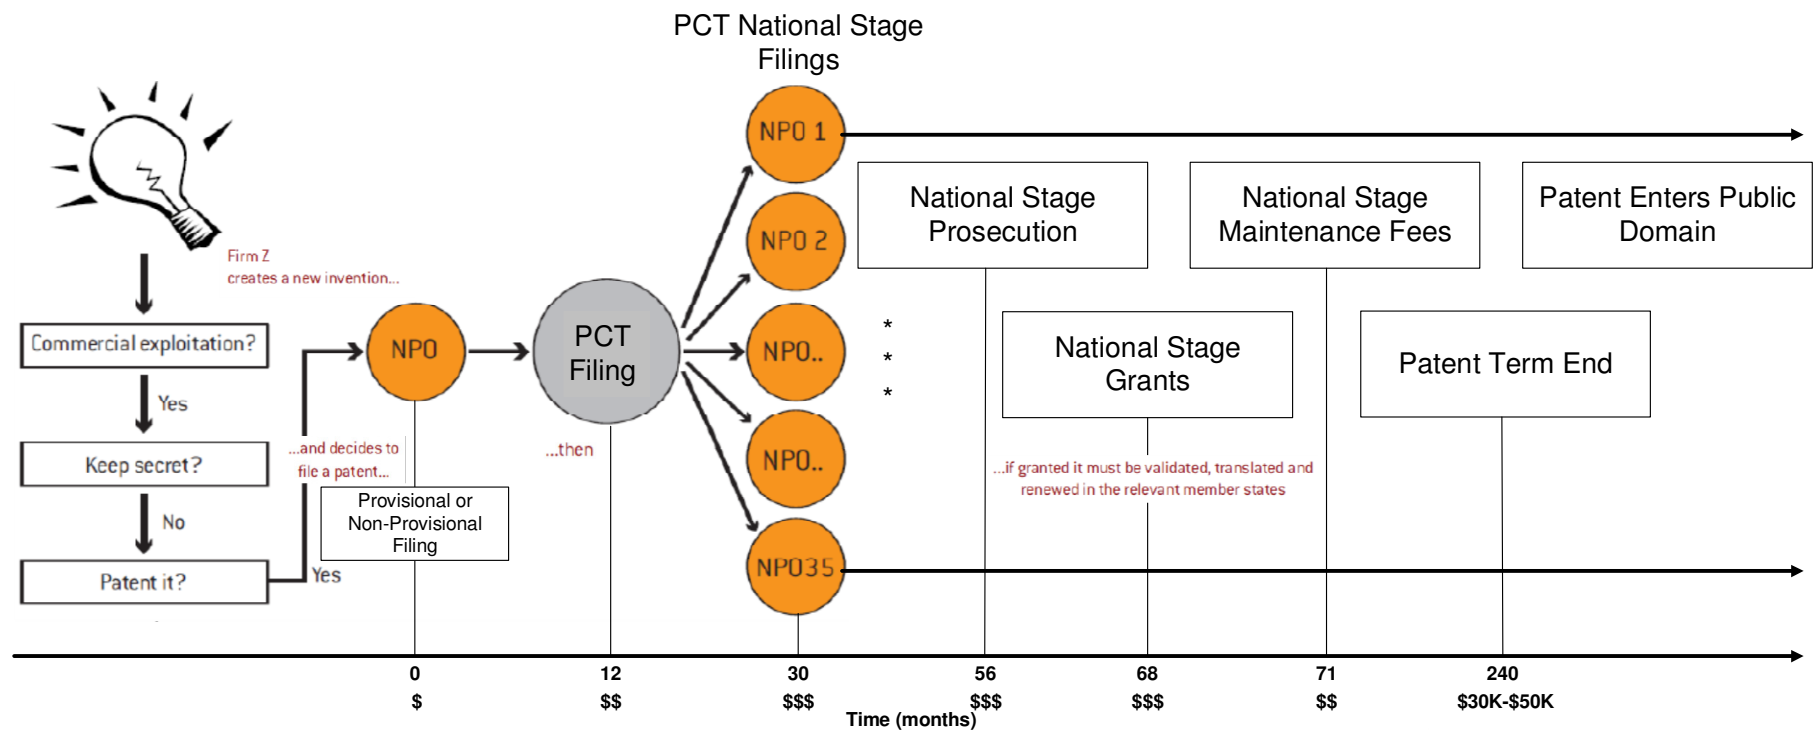 PCT National Stage
Filings
Firm Z
creates a new invention...
Commercial exploitation?
Yes
Keep secret?
No
Patent it?
Yes
...and decides to
file a patent...
NPO
Provisional or
Non-Provisional
Filing
PCT
Filing
...then
NPO 1
NPO 2
NPO..
NPO..
NPO35
*
*
*
National Stage
Prosecution
National Stage
Grants
...if granted it must be validated, translated and
renewed in the relevant member states
National Stage
Maintenance Fees
Patent Term End
Patent Enters Public
Domain
0 12 30 56 68 71 240
$ $$ $$$ $$$ $$$ $$ $30K-$50K
Time (months)